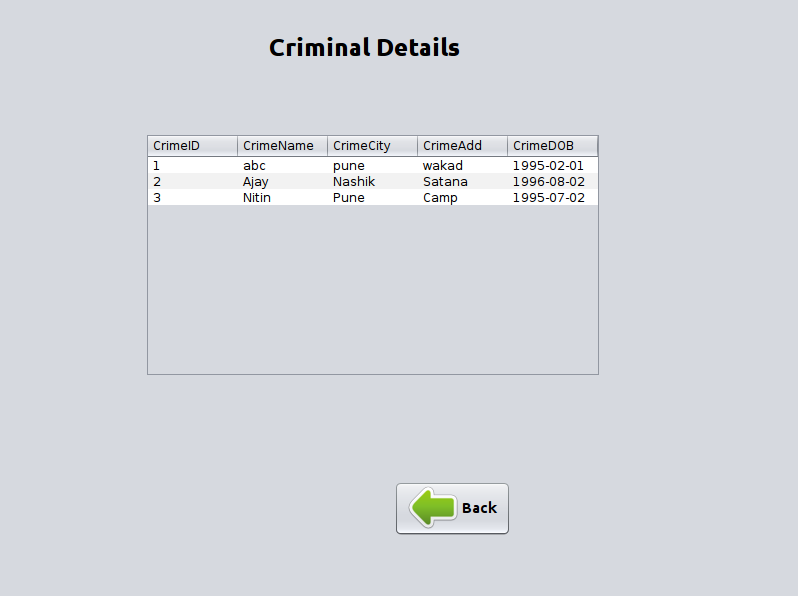 Criminal Details
CrimeID CrimeName CrimeCity CrimeAdd CrimeDOB
1 abc pune wakad 1995-02-01
2 Ajay Nashik Satana 1996-08-02
3 Nitin Pune Camp 1995-07-02
Back